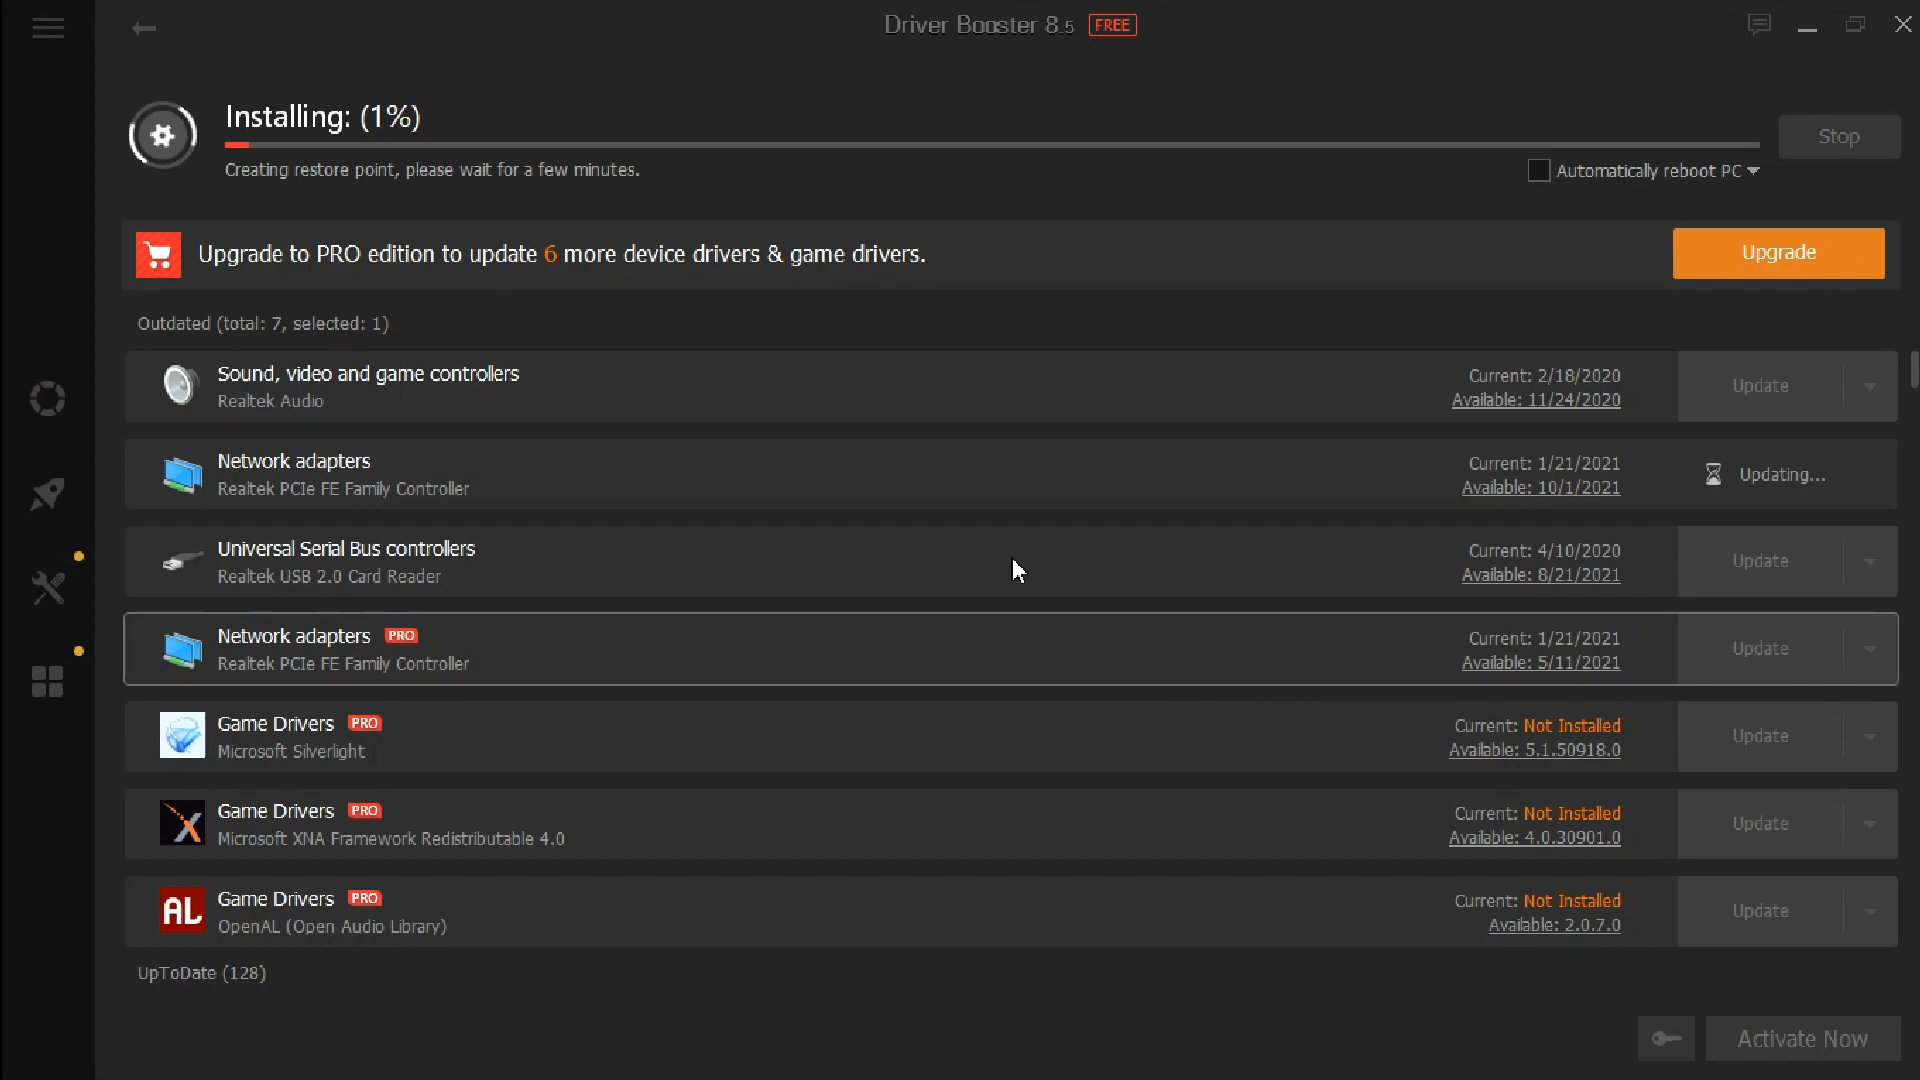 Driver Booster 8.5 FREE
Installing: (1%)
Stop
Creating restore point, please wait for a few minutes.
Automatically reboot PC
Upgrade to PRO edition to update 6 more device drivers & game drivers.
Upgrade
Outdated (total: 7, selected: 1)
Sound, video and game controllers
Realtek Audio
Current: 2/18/2020
Available: 11/24/2020
Update
Network adapters
Realtek PCIe FE Family Controller
Current: 1/21/2021
Available: 10/1/2021
Updating...
Universal Serial Bus controllers
Realtek USB 2.0 Card Reader
Current: 4/10/2020
Available: 8/21/2021
Update
Network adapters PRO
Realtek PCIe FE Family Controller
Current: 1/21/2021
Available: 5/11/2021
Update
Game Drivers PRO
Microsoft Silverlight
Current: Not Installed
Available: 5.1.50918.0
Update
Game Drivers PRO
Microsoft XNA Framework Redistributable 4.0
Current: Not Installed
Available: 4.0.30901.0
Update
AL
Game Drivers PRO
OpenAL (Open Audio Library)
Current: Not Installed
Available: 2.0.7.0
Update
UpToDate (128)
Activate Now